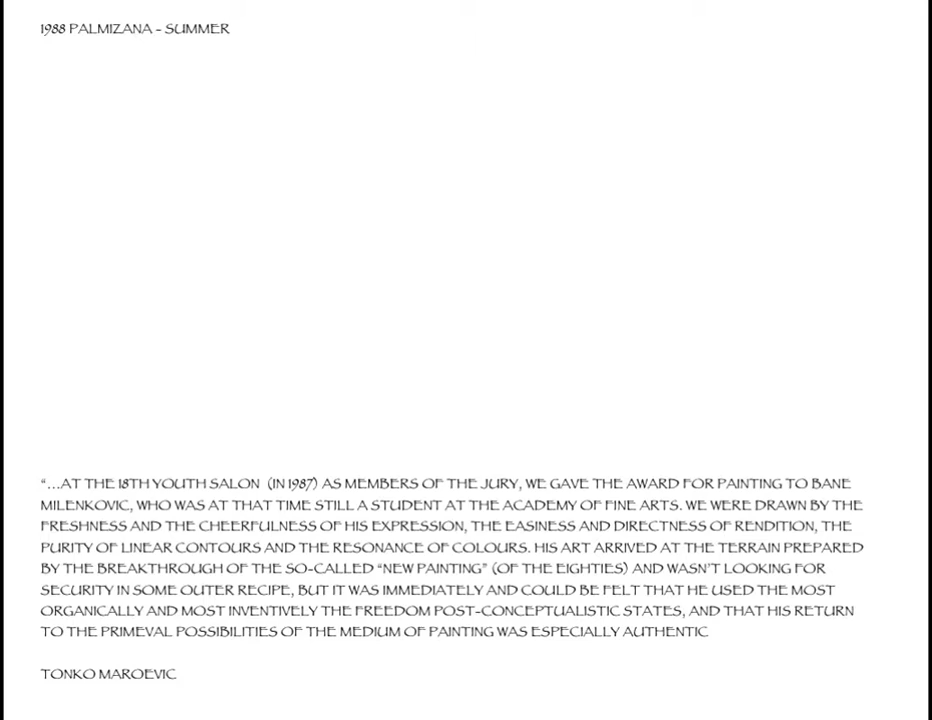 1988 PALMIZANA - SUMMER
"...AT THE 18TH YOUTH SALON (IN 1987) AS MEMBERS OF THE JURY, WE GAVE THE AWARD FOR PAINTING TO BANE
MILENKOVIC, WHO WAS AT THAT TIME STILL A STUDENT AT THE ACADEMY OF FINE ARTS. WE WERE DRAWN BY THE
FRESHNESS AND THE CHEERFULNESS OF HIS EXPRESSION, THE EASINESS AND DIRECTNESS OF RENDITION, THE
PURITY OF LINEAR CONTOURS AND THE RESONANCE OF COLOURS. HIS ART ARRIVED AT THE TERRAIN PREPARED
BY THE BREAKTHROUGH OF THE SO-CALLED "NEW PAINTING" (OF THE EIGHTIES) AND WASN'T LOOKING FOR
SECURITY IN SOME OUTER RECIPE, BUT IT WAS IMMEDIATELY AND COULD BE FELT THAT HE USED THE MOST
ORGANICALLY AND MOST INVENTIVELY THE FREEDOM POST-CONCEPTUALISTIC STATES, AND THAT HIS RETURN
TO THE PRIMEVAL POSSIBILITIES OF THE MEDIUM OF PAINTING WAS ESPECIALLY AUTHENTIC
TONKO MAROEVIC